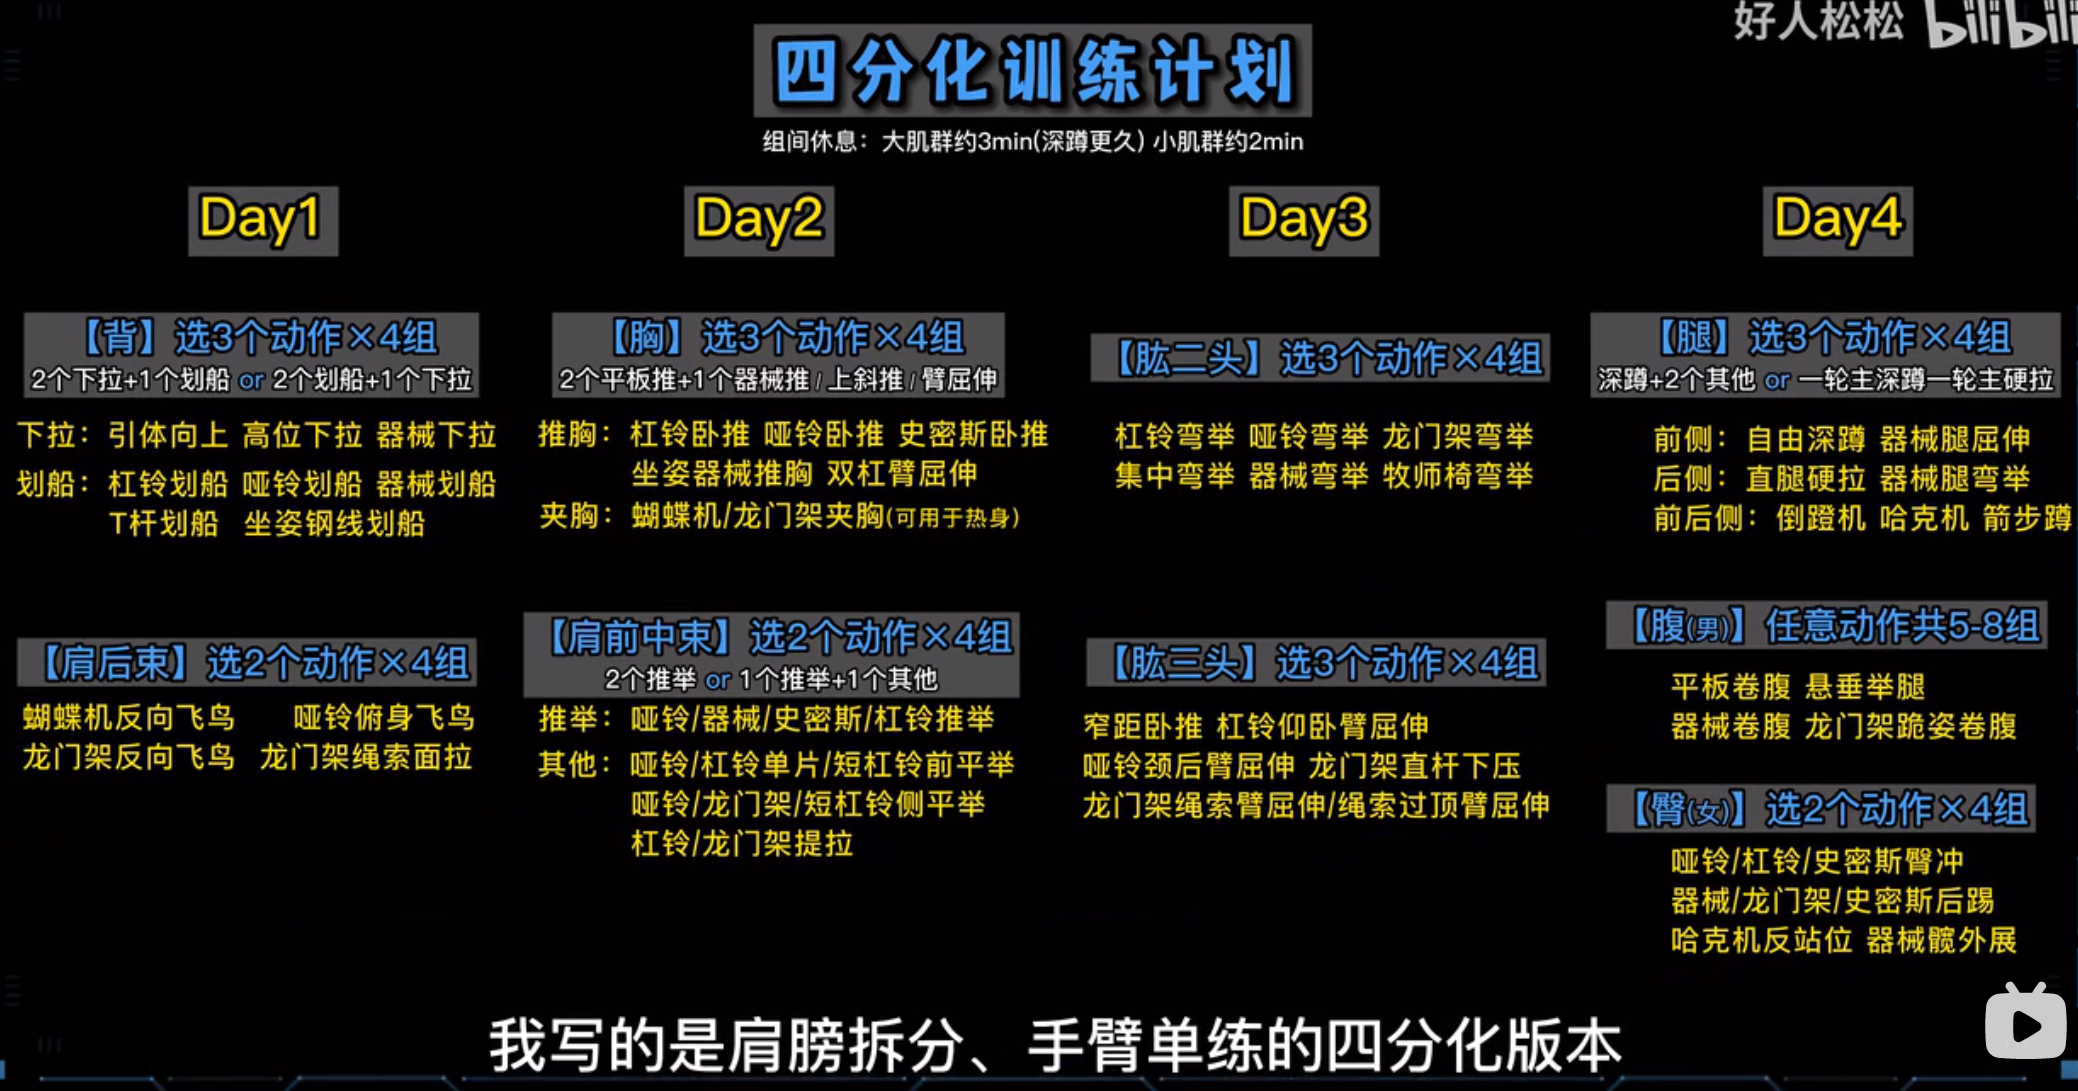 好人松松 bilibili
四分化训练计划
组间休息：大肌群约3min(深蹲更久) 小肌群约2min
Day1
【背】选3个动作×4组
2个下拉+1个划船 or 2个划船+1个下拉
下拉：引体向上 高位下拉 器械下拉
划船：杠铃划船 哑铃划船 器械划船
T杆划船 坐姿钢线划船
【肩后束】选2个动作×4组
蝴蝶机反向飞鸟 哑铃俯身飞鸟
龙门架反向飞鸟 龙门架绳索面拉
Day2
【胸】选3个动作×4组
2个平板推+1个器械推/上斜推/臂屈伸
推胸：杠铃卧推 哑铃卧推 史密斯卧推
坐姿器械推胸 双杠臂屈伸
夹胸：蝴蝶机/龙门架夹胸(可用于热身)
【肩前中束】选2个动作×4组
2个推举 or 1个推举+1个其他
推举：哑铃/器械/史密斯/杠铃推举
其他：哑铃/杠铃单片/短杠铃前平举
哑铃/龙门架/短杠铃侧平举
杠铃/龙门架提拉
Day3
【肱二头】选3个动作×4组
杠铃弯举 哑铃弯举 龙门架弯举
集中弯举 器械弯举 牧师椅弯举
【肱三头】选3个动作×4组
窄距卧推 杠铃仰卧臂屈伸
哑铃颈后臂屈伸 龙门架直杆下压
龙门架绳索臂屈伸/绳索过顶臂屈伸
Day4
【腿】选3个动作×4组
深蹲+2个其他 or 一轮主深蹲一轮主硬拉
前侧：自由深蹲 器械腿屈伸
后侧：直腿硬拉 器械腿弯举
前后侧：倒蹬机 哈克机 箭步蹲
【腹(男)】任意动作共5-8组
平板卷腹 悬垂举腿
器械卷腹 龙门架跪姿卷腹
【臀(女)】选2个动作×4组
哑铃/杠铃/史密斯臀冲
器械/龙门架/史密斯后踢
哈克机反站位 器械髋外展
我写的是肩膀拆分、手臂单练的四分化版本